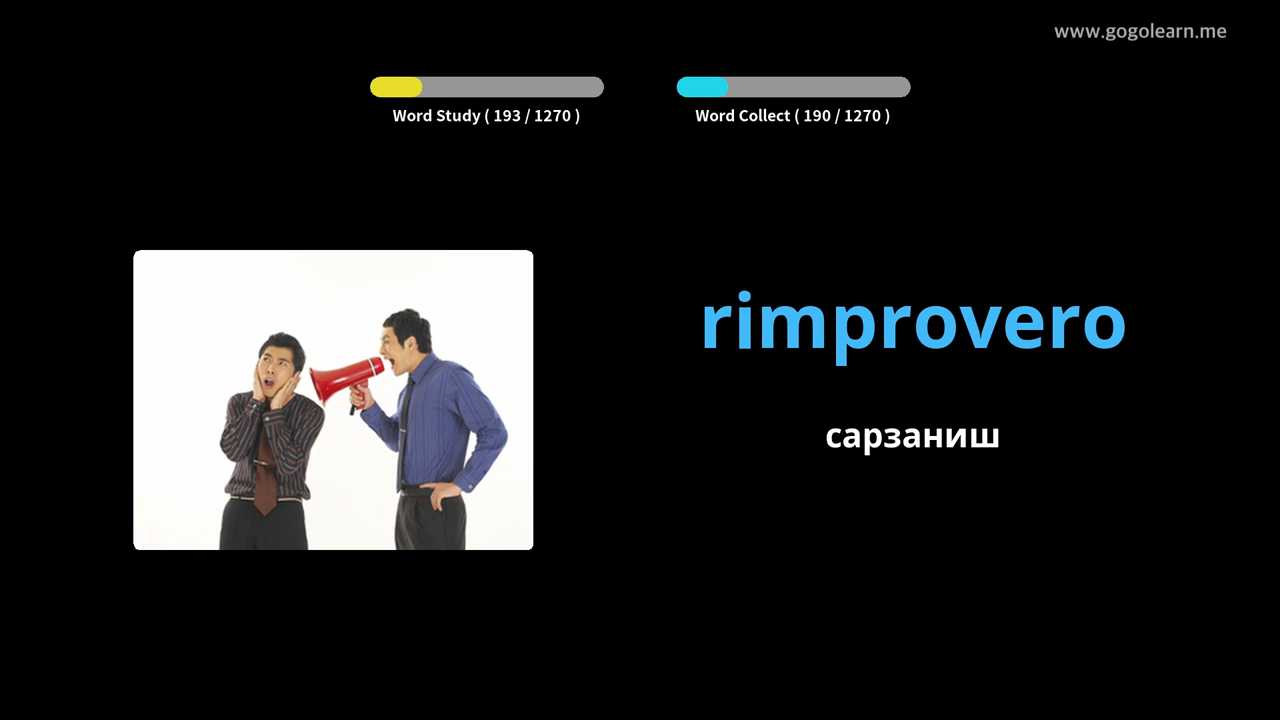 www.gogolearn.me
Word Study ( 193 / 1270 )
Word Collect ( 190 / 1270 )
rimprovero
сарзаниш